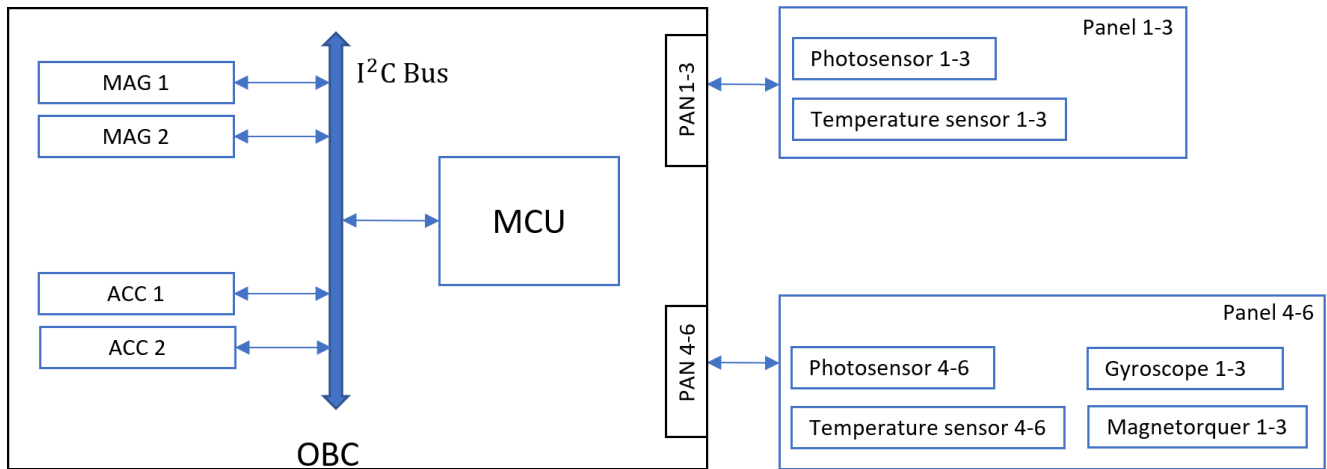 MAG 1
MAG 2
I²C Bus
MCU
ACC 1
ACC 2
OBC
PAN 1-3
PAN 4-6
Panel 1-3
Photosensor 1-3
Temperature sensor 1-3
Panel 4-6
Photosensor 4-6
Gyroscope 1-3
Temperature sensor 4-6
Magnetorquer 1-3